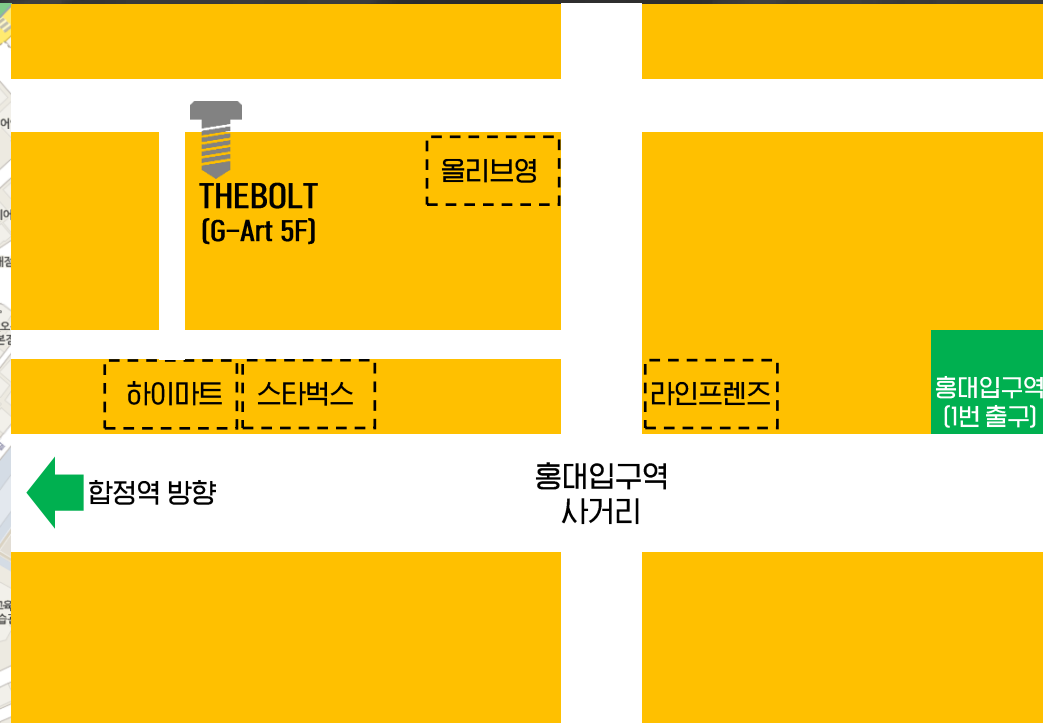 올리브영
THEBOLT
(G-Art 5F)
하이마트
스타벅스
라인프렌즈
홍대입구역
(1번 출구)
합정역 방향
홍대입구역
사거리